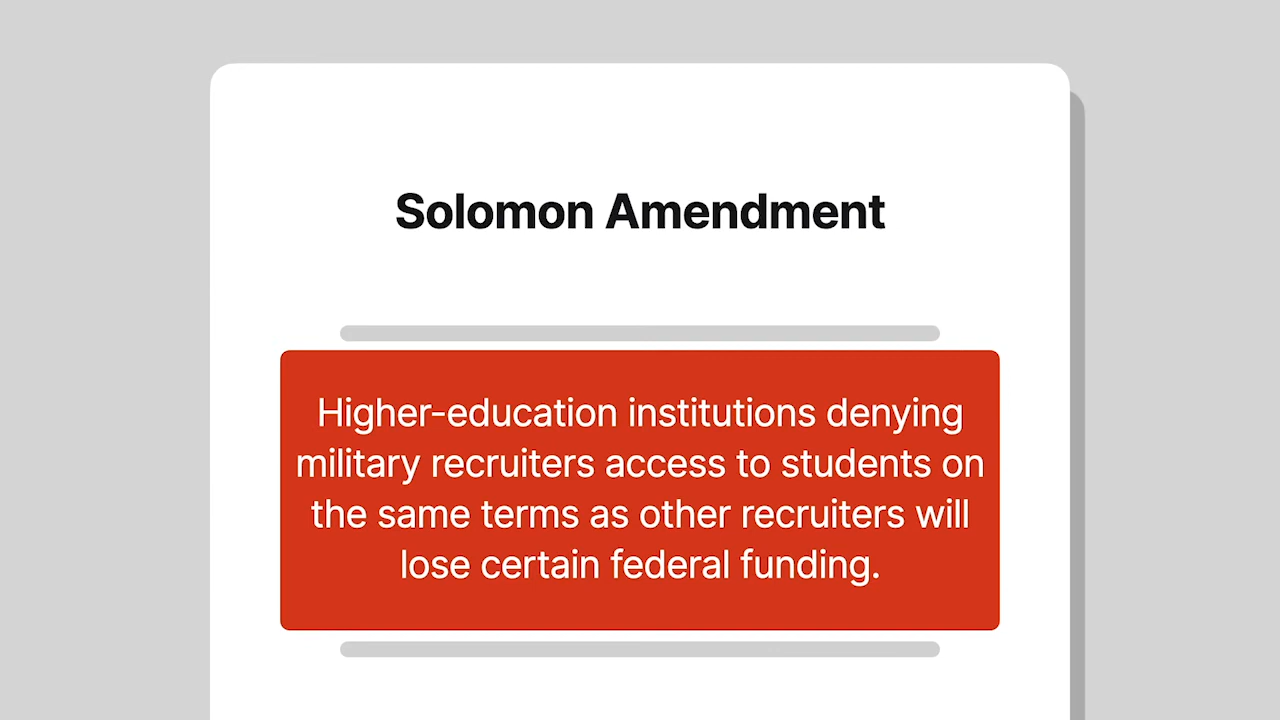 Solomon Amendment
Higher-education institutions denying
military recruiters access to students on
the same terms as other recruiters will
lose certain federal funding.